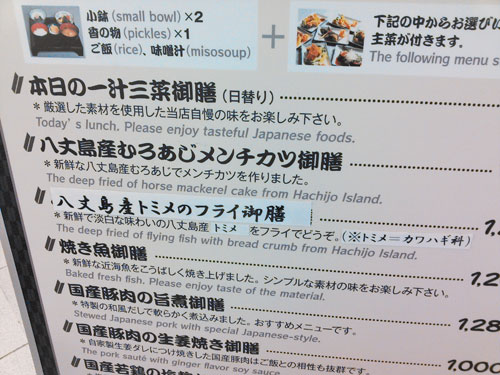 小鉢(small bowl)×2
香の物(pickles)×1
ご飯(rice)、味噌汁(misosoup)
+
下記の中からお選び
主菜が付きます。
The following menu s
本日の一汁三菜御膳(日替り)
*厳選した素材を使用した当店自慢の味をお楽しみ下さい。
Today's lunch. Please enjoy tasteful Japanese foods.
八丈島産むろあじメンチカツ御膳
*新鮮な八丈島産むろあじでメンチカツを作りました。
The deep fried of horse mackerel cake from Hachijo Island.
八丈島産トミメのフライ御膳
*新鮮で淡白な味わいの八丈島産トミメをフライでどうぞ。(※トミメ=カワハギ科)
The deep fried of flying fish with bread crumb from Hachijo Island.
焼き魚御膳
*新鮮な近海魚をこうばしく焼き上げました。シンプルな素材の味をお楽しみ下さい。
Baked fresh fish. Please enjoy taste of the material.
1.2
国産豚肉の旨煮御膳
*特製の和風だしで軟らかく煮込みました。おすすめメニューです。
Stewed Japanese pork with special Japanese-style.
1.28
国産豚肉の生姜焼き御膳
*自家製生姜ダレにつけ焼きした国産豚肉はご飯との相性も抜群です。
The pork sauté with ginger flavor soy sauce
1.000
国産若鶏の